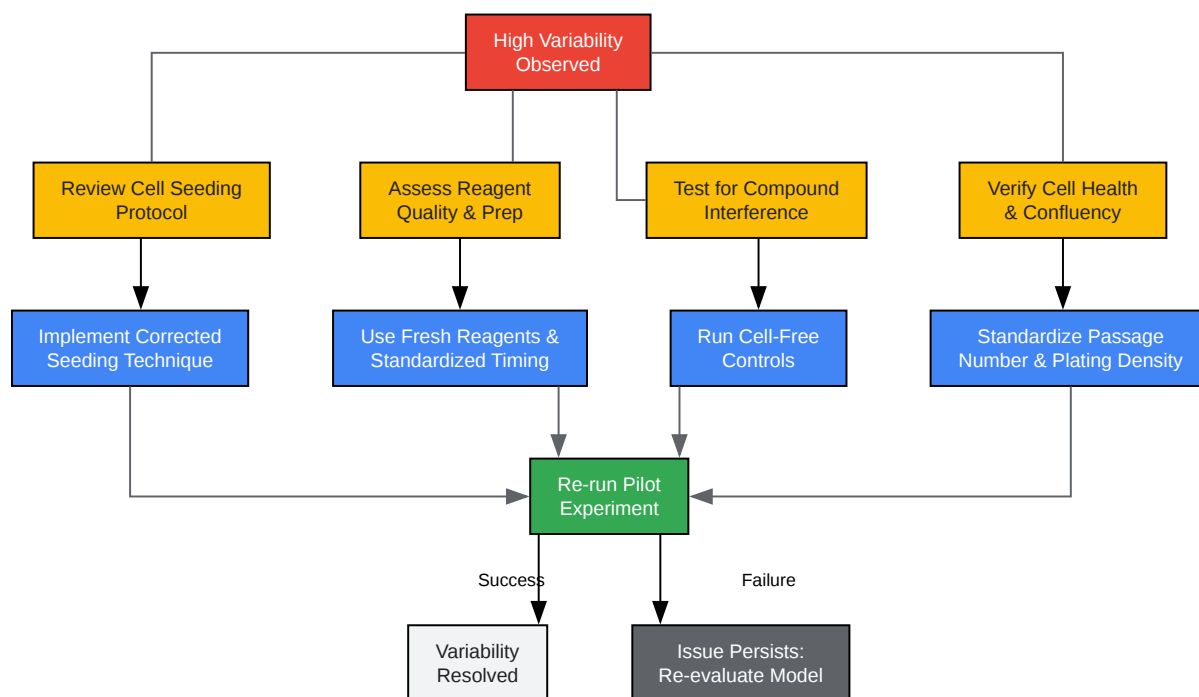 High Variability
Observed
Review Cell Seeding
Protocol
Assess Reagent
Quality & Prep
Test for Compound
Interference
Verify Cell Health
& Confluency
Implement Corrected
Seeding Technique
Use Fresh Reagents &
Standardized Timing
Run Cell-Free
Controls
Standardize Passage
Number & Plating Density
Re-run Pilot
Experiment
Success
Failure
Variability
Resolved
Issue Persists:
Re-evaluate Model